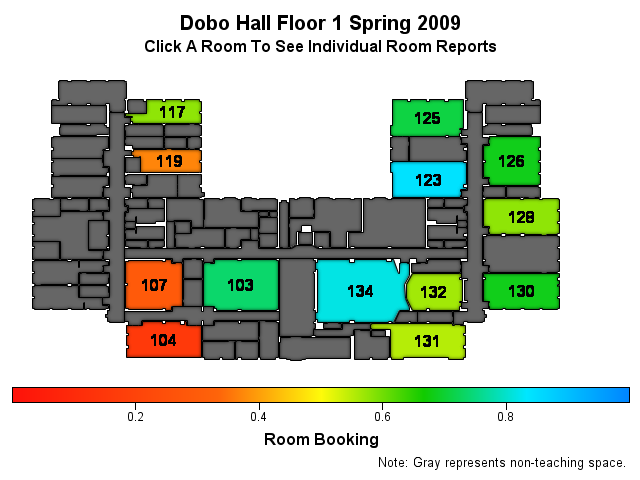 Dobo Hall Floor 1 Spring 2009
Click A Room To See Individual Room Reports
117
125
119
126
123
128
107
103
134
132
130
104
131
0.2 0.4 0.6 0.8
Room Booking
Note: Gray represents non-teaching space.